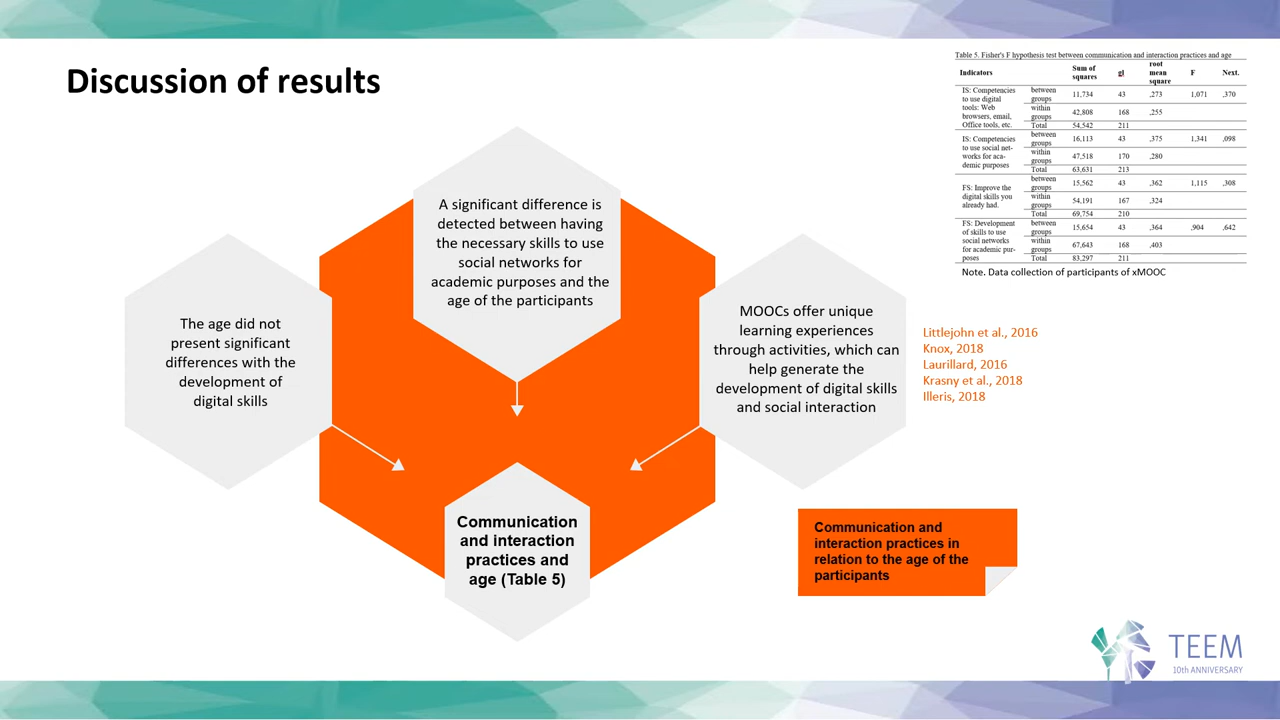 Discussion of results
Table 5. Fisher's F hypothesis test between communication and interaction practices and age
Indicators Sum of squares gl root mean square F Next.
IS: Competencies to use digital tools: Web browsers, email, Office tools, etc.
between groups 11,734 43 ,273 1,071 ,370
within groups 42,808 168 ,255
Total 54,542 211
IS: Competencies to use social net-works for aca-demic purposes
between groups 16,113 43 ,375 1,341 ,098
within groups 47,518 170 ,280
Total 63,631 213
FS: Improve the digital skills you already had.
between groups 15,562 43 ,362 1,115 ,308
within groups 54,191 167 ,324
Total 69,754 210
FS: Development of skills to use social networks for academic pur-poses
between groups 15,654 43 ,364 ,904 ,642
within groups 67,643 168 ,403
Total 83,297 211
Note. Data collection of participants of xMOOC
The age did not
present significant
differences with the
development of
digital skills
A significant difference is
detected between having
the necessary skills to use
social networks for
academic purposes and the
age of the participants
MOOCs offer unique
learning experiences
through activities, which can
help generate the
development of digital skills
and social interaction
Littlejohn et al., 2016
Knox, 2018
Laurillard, 2016
Krasny et al., 2018
Illeris, 2018
Communication
and interaction
practices and
age (Table 5)
Communication and
interaction practices in
relation to the age of the
participants
TEEM
10th ANNIVERSARY